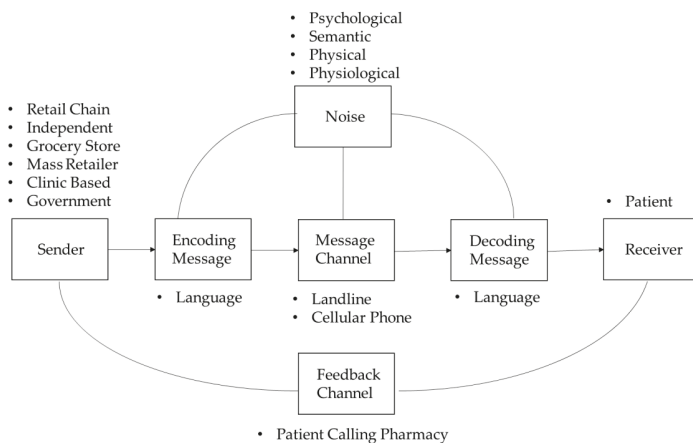 • Psychological
• Semantic
• Physical
• Physiological
Noise
• Retail Chain
• Independent
• Grocery Store
• Mass Retailer
• Clinic Based
• Government
• Patient
Sender
Encoding
Message
Message
Channel
Decoding
Message
Receiver
• Language
• Landline
• Cellular Phone
• Language
Feedback
Channel
• Patient Calling Pharmacy